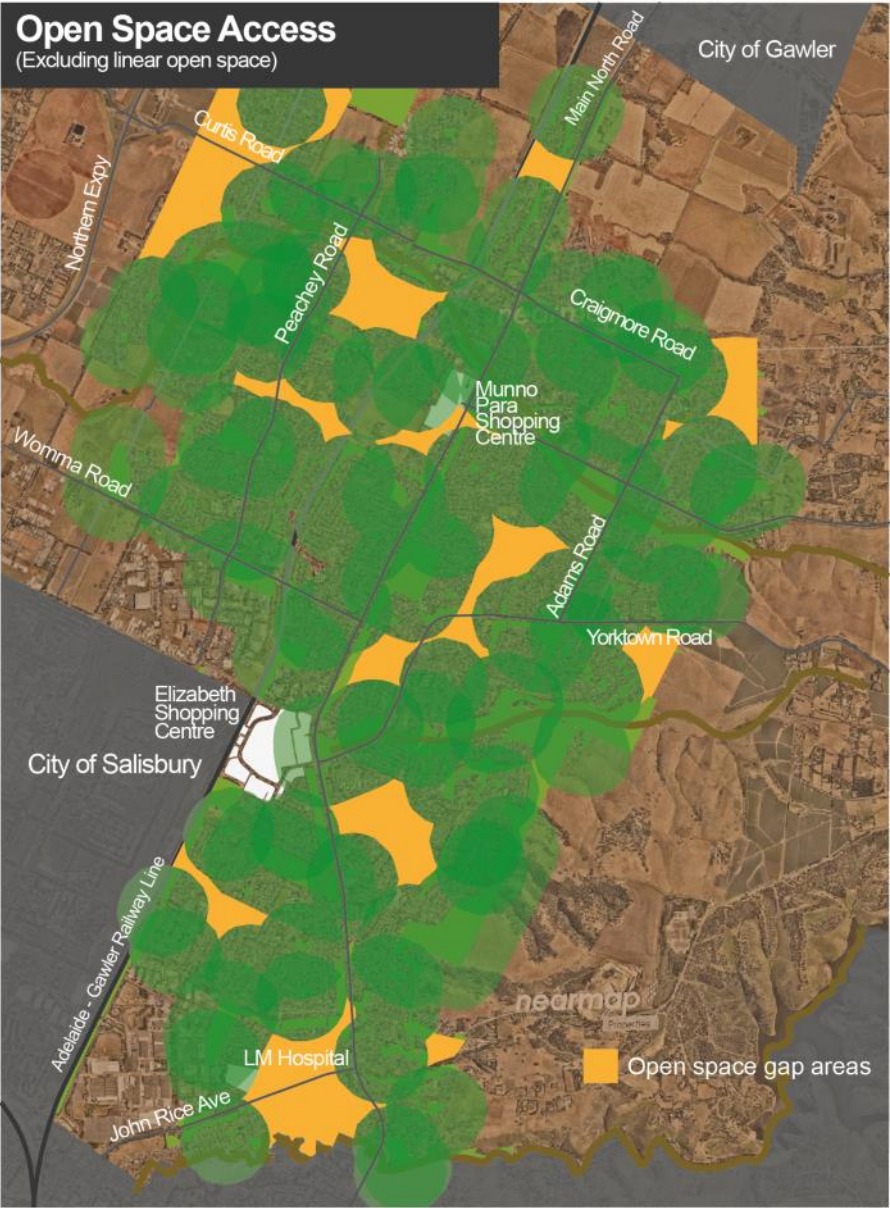 Open Space Access
(Excluding linear open space)
City of Gawler
Main North Road
Curtis Road
Northern Expy
Peachey Road
Craigmore Road
Munno
Para
Shopping
Centre
Womma Road
Adams Road
Yorktown Road
Elizabeth
Shopping
Centre
City of Salisbury
Adelaide - Gawler Railway Line
nearmap
Properties
LM Hospital
Open space gap areas
John Rice Ave